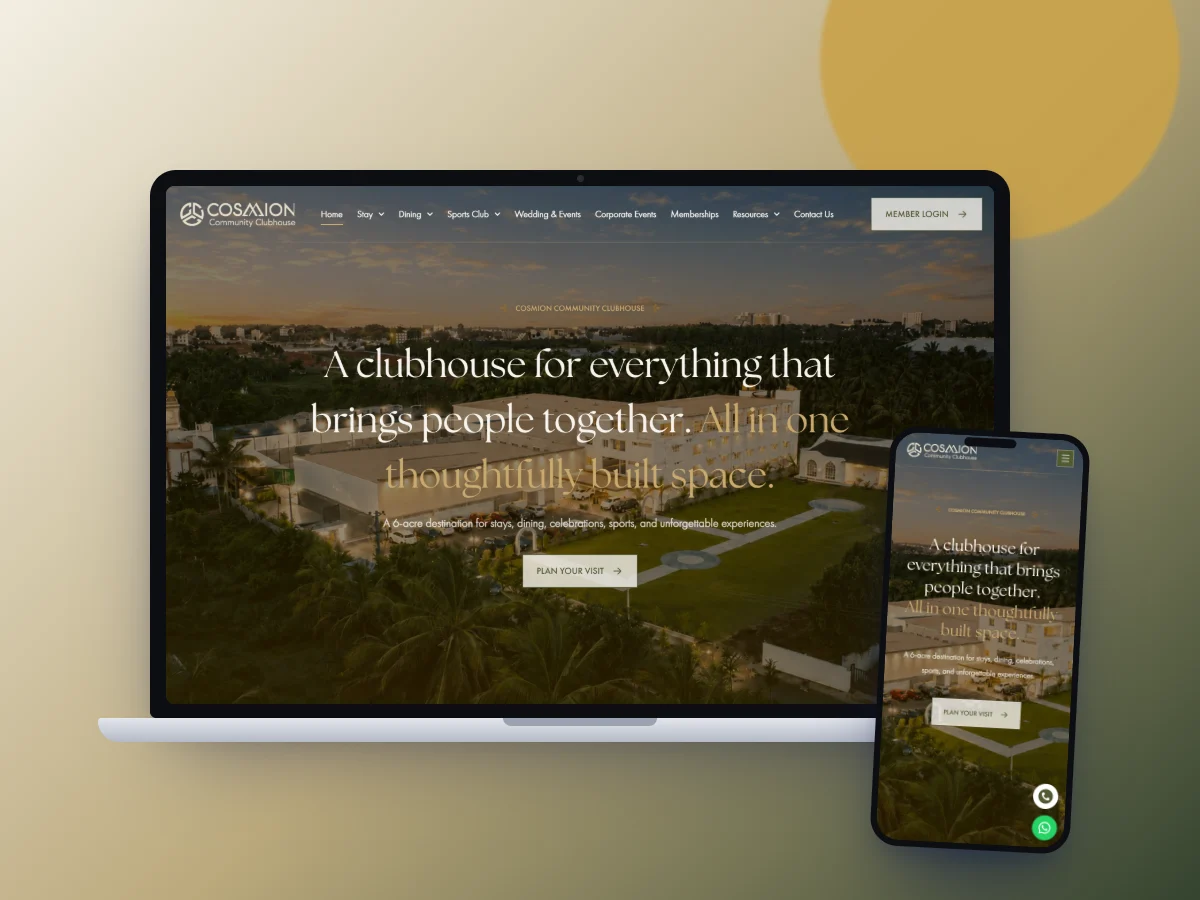 COSMION
Community Clubhouse
Home Stay Dining Sports Club Wedding & Events Corporate Events Memberships Resources Contact Us
MEMBER LOGIN
COSMION COMMUNITY CLUBHOUSE
A clubhouse for everything that
brings people together. All in one
thoughtfully built space.
A 6-acre destination for stays, dining, celebrations, sports, and unforgettable experiences.
PLAN YOUR VISIT
COSMION
Community Clubhouse
COSMION COMMUNITY CLUBHOUSE
A clubhouse for
everything that brings
people together.
All in one thoughtfully
built space.
A 6-acre destination for stays, dining, celebrations,
sports, and unforgettable experiences.
PLAN YOUR VISIT